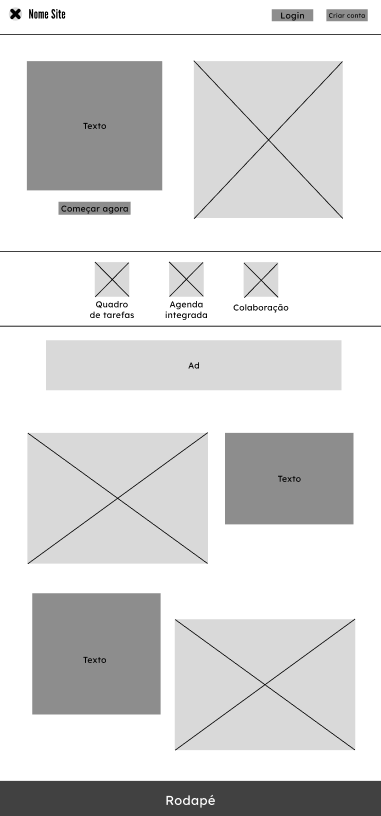 Nome Site
Login
Criar conta
Texto
Começar agora
Quadro
de tarefas
Agenda
integrada
Colaboração
Ad
Texto
Texto
Rodapé